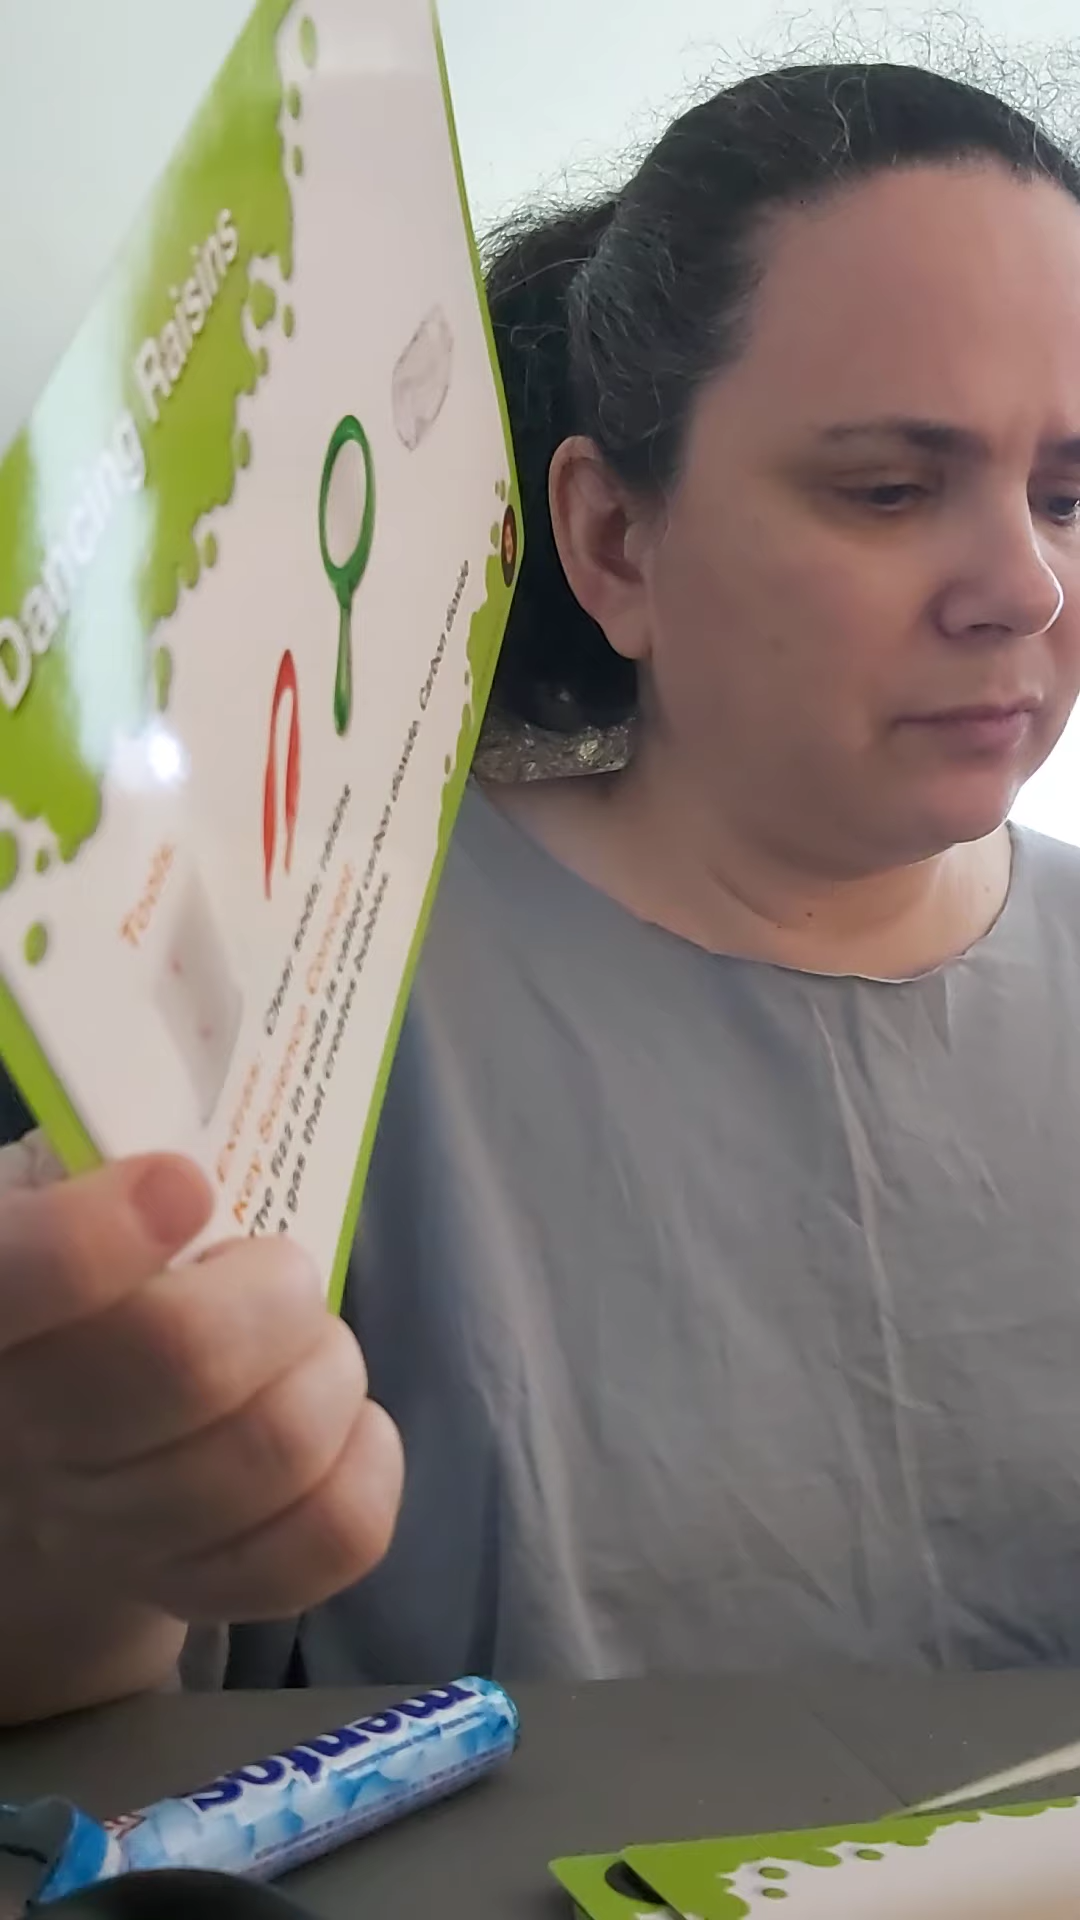 Dancing Raisins
Tools
Extras: Clear soda, raisins
Key Science Concept:
The fizz in soda is called carbon dioxide. Carbon dioxide
a gas that creates bubbles.
mentos